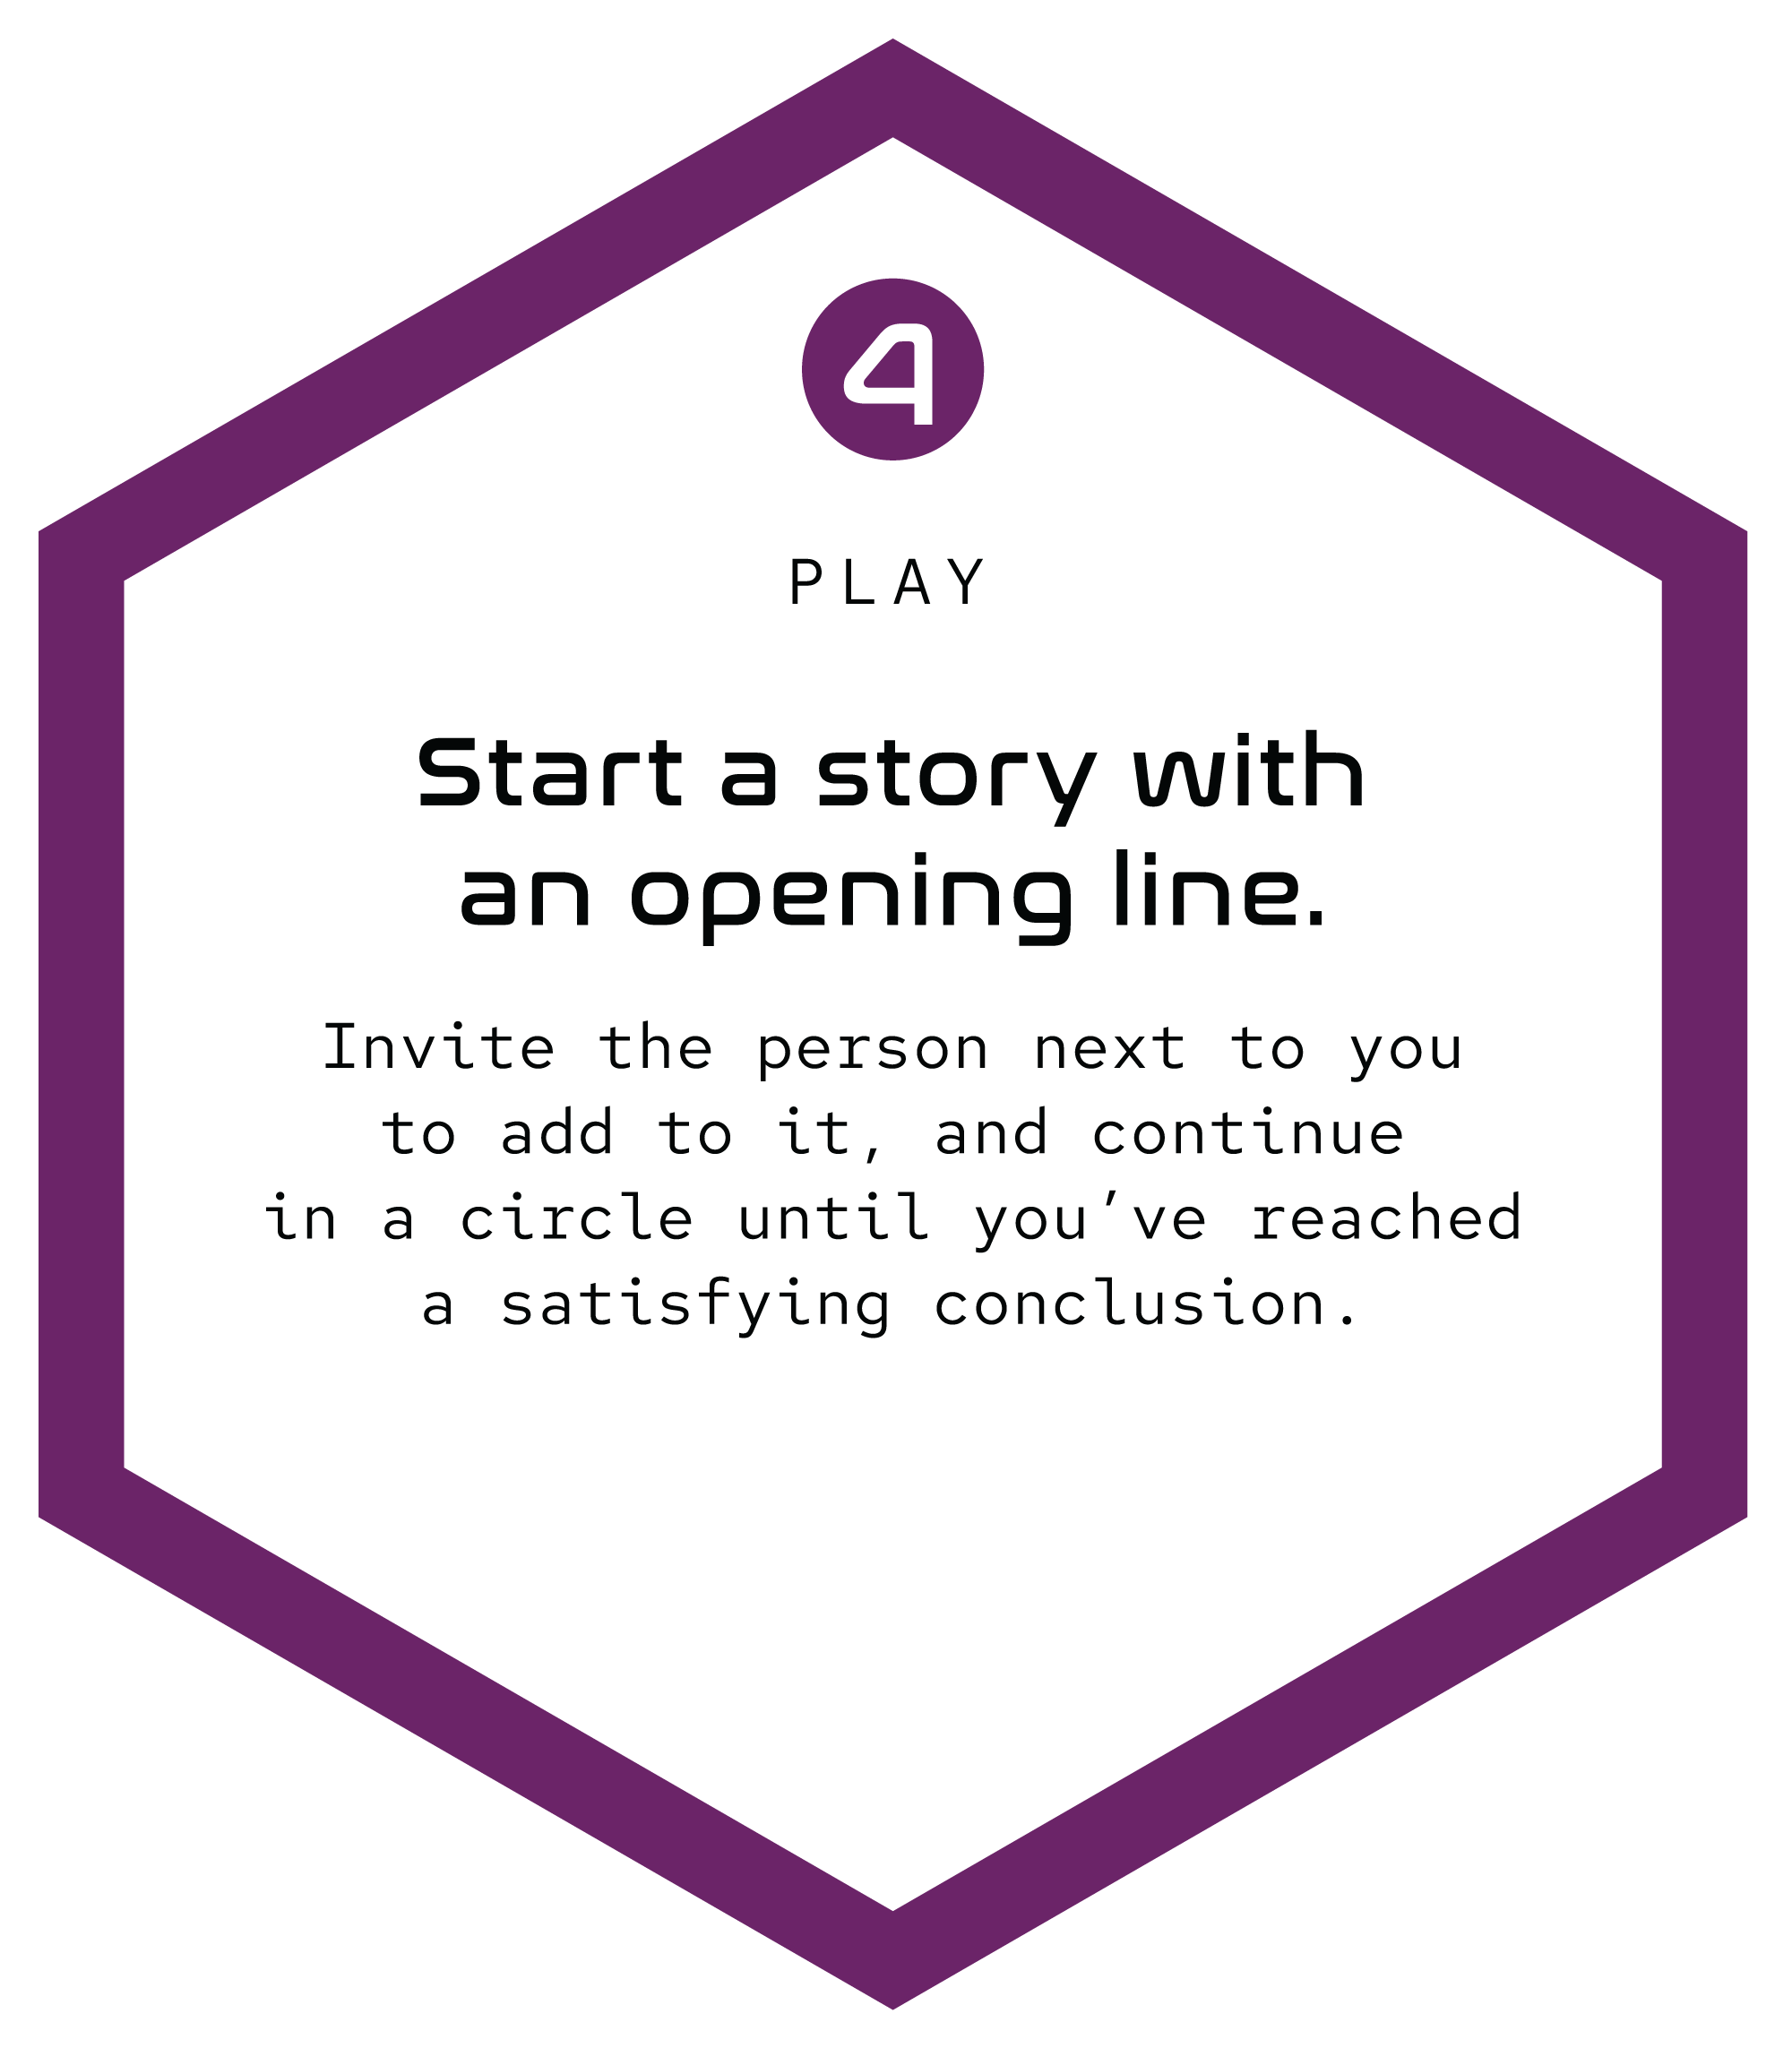 4
PLAY
Start a story with
an opening line.
Invite the person next to you
to add to it, and continue
in a circle until you’ve reached
a satisfying conclusion.